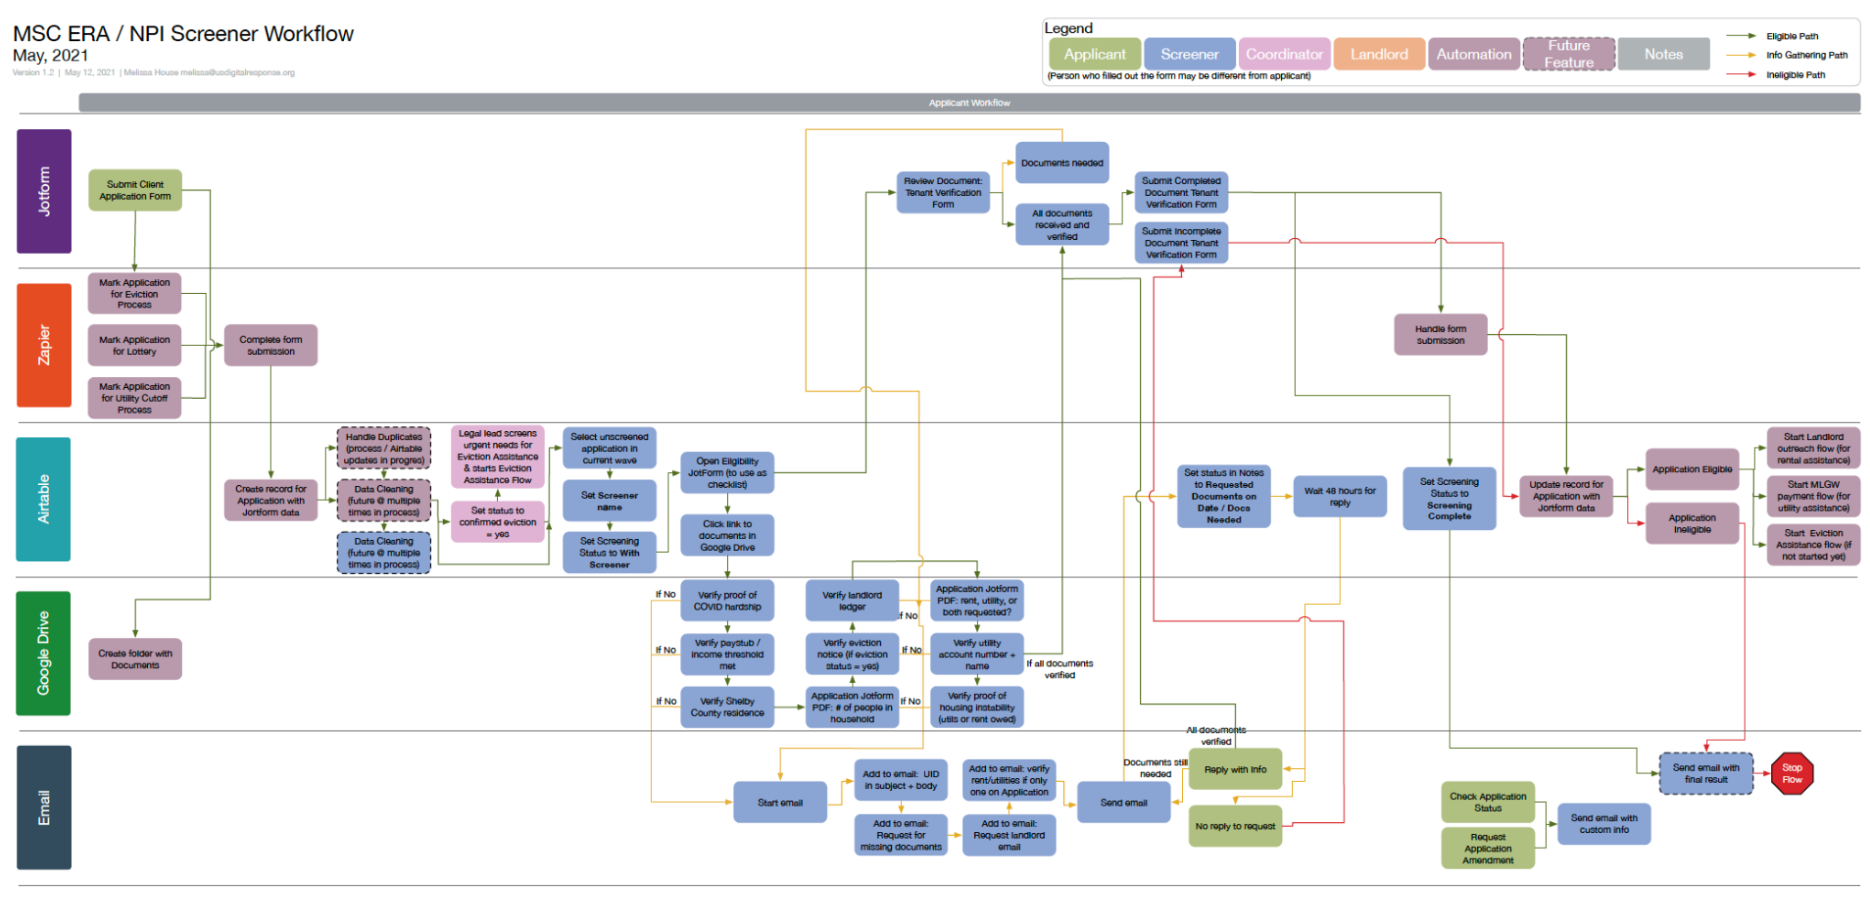 MSC ERA / NPI Screener Workflow
May, 2021
Version 1.2 | May 12, 2021 | Melissa House melissa@usdigitalresponse.org
Legend
Applicant
Screener
Coordinator
Landlord
Automation
Future
Feature
Notes
(Person who filled out the form may be different from applicant)
Eligible Path
Info Gathering Path
Ineligible Path
Applicant Workflow
Jotform
Submit Client
Application Form
Review Document:
Tenant Verification
Form
Documents needed
All documents
received and
verified
Submit Completed
Document Tenant
Verification Form
Submit Incomplete
Document Tenant
Verification Form
Zapier
Mark Application
for Eviction
Process
Mark Application
for Lottery
Mark Application
for Utility Cutoff
Process
Complete form
submission
Handle form
submission
Airtable
Create record for
Application with
Jortform data
Handle Duplicates
(process / Airtable
updates in progres)
Data Cleaning
(future @ multiple
times in process)
Data Cleaning
(future @ multiple
times in process)
Legal lead screens
urgent needs for
Eviction Assistance
& starts Eviction
Assistance Flow
Set status to
confirmed eviction
= yes
Select unscreened
application in
current wave
Set Screener
name
Set Screening
Status to With
Screener
Open Eligibility
JotForm (to use as
checklist)
Click link to
documents in
Google Drive
Set status in Notes
to Requested
Documents on
Date / Docs
Needed
Wait 48 hours for
reply
Set Screening
Status to
Screening
Complete
Update record for
Application with
Jortform data
Application Eligible
Application
Ineligible
Start Landlord
outreach flow (for
rental assistance)
Start MLGW
payment flow (for
utility assistance)
Start Eviction
Assistance flow (if
not started yet)
Google Drive
Create folder with
Documents
If No
Verify proof of
COVID hardship
If No
Verify paystub /
income threshold
met
If No
Verify Shelby
County residence
Verify landlord
ledger
If No
Verify eviction
notice (if eviction
status = yes)
If No
Application Jotform
PDF: # of people in
household
If No
Application Jotform
PDF: rent, utility, or
both requested?
Verify utility
account number +
name
Verify proof of
housing instability
(utils or rent owed)
If all documents
verified
Email
Start email
Add to email: UID
in subject + body
Add to email:
Request for
missing documents
Add to email: verify
rent/utilities if only
one on Application
Add to email:
Request landlord
email
Send email
Documents still
needed
All documents
verified
Reply with Info
No reply to request
Check Application
Status
Request
Application
Amendment
Send email with
custom info
Send email with
final result
Stop
Flow